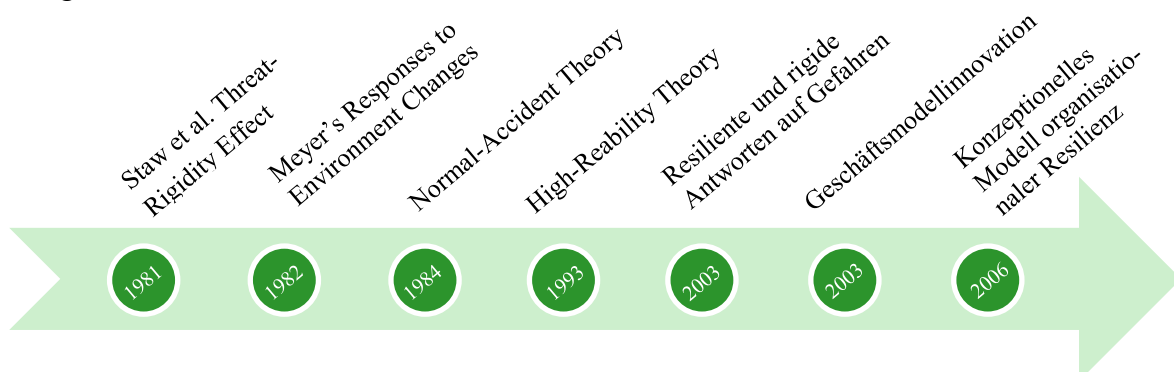 Staw et al. Threat-
Rigidity Effect
Meyer's Responses to
Environment Changes
Normal-Accident Theory
High-Reability Theory
Resiliente und rigide
Antworten auf Gefahren
Geschäftsmodellinnovation
Konzeptionelles
Modell organisatio-
naler Resilienz
1981
1982
1984
1993
2003
2003
2006